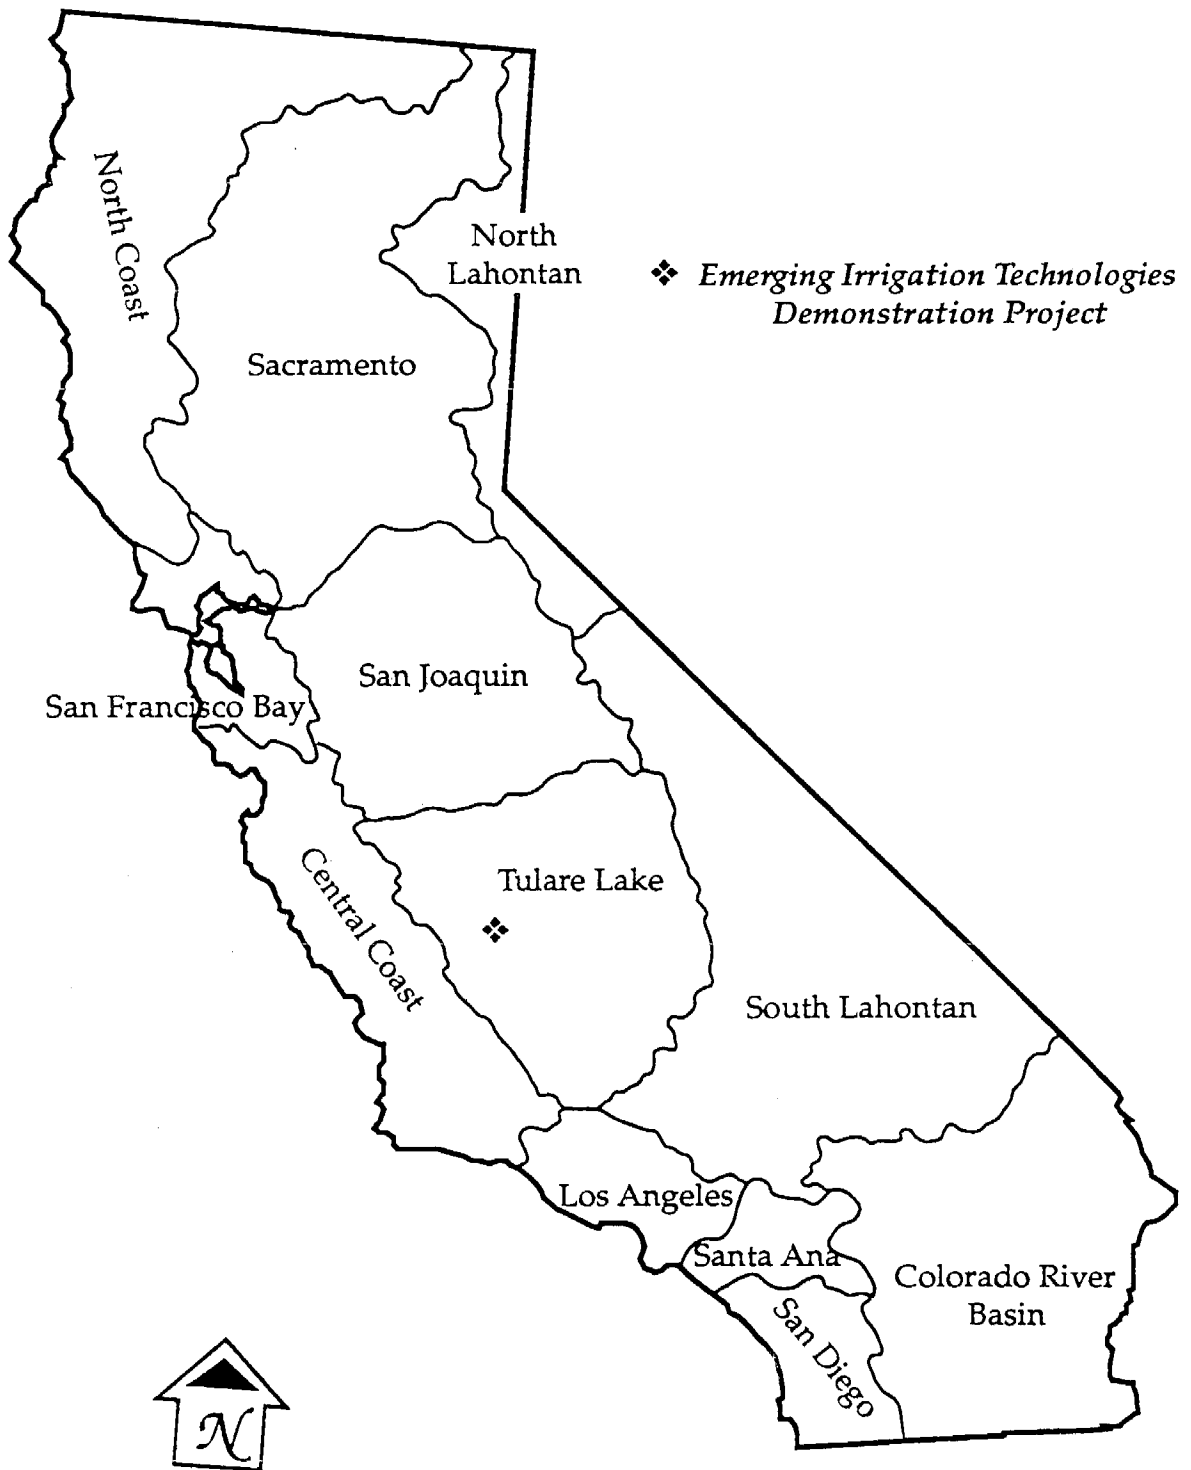 North Coast
North
Lahontan
❖ Emerging Irrigation Technologies
Demonstration Project
Sacramento
San Joaquin
San Francisco Bay
Tulare Lake
Central Coast
South Lahontan
Los Angeles
Santa Ana
Colorado River
Basin
San Diego
N